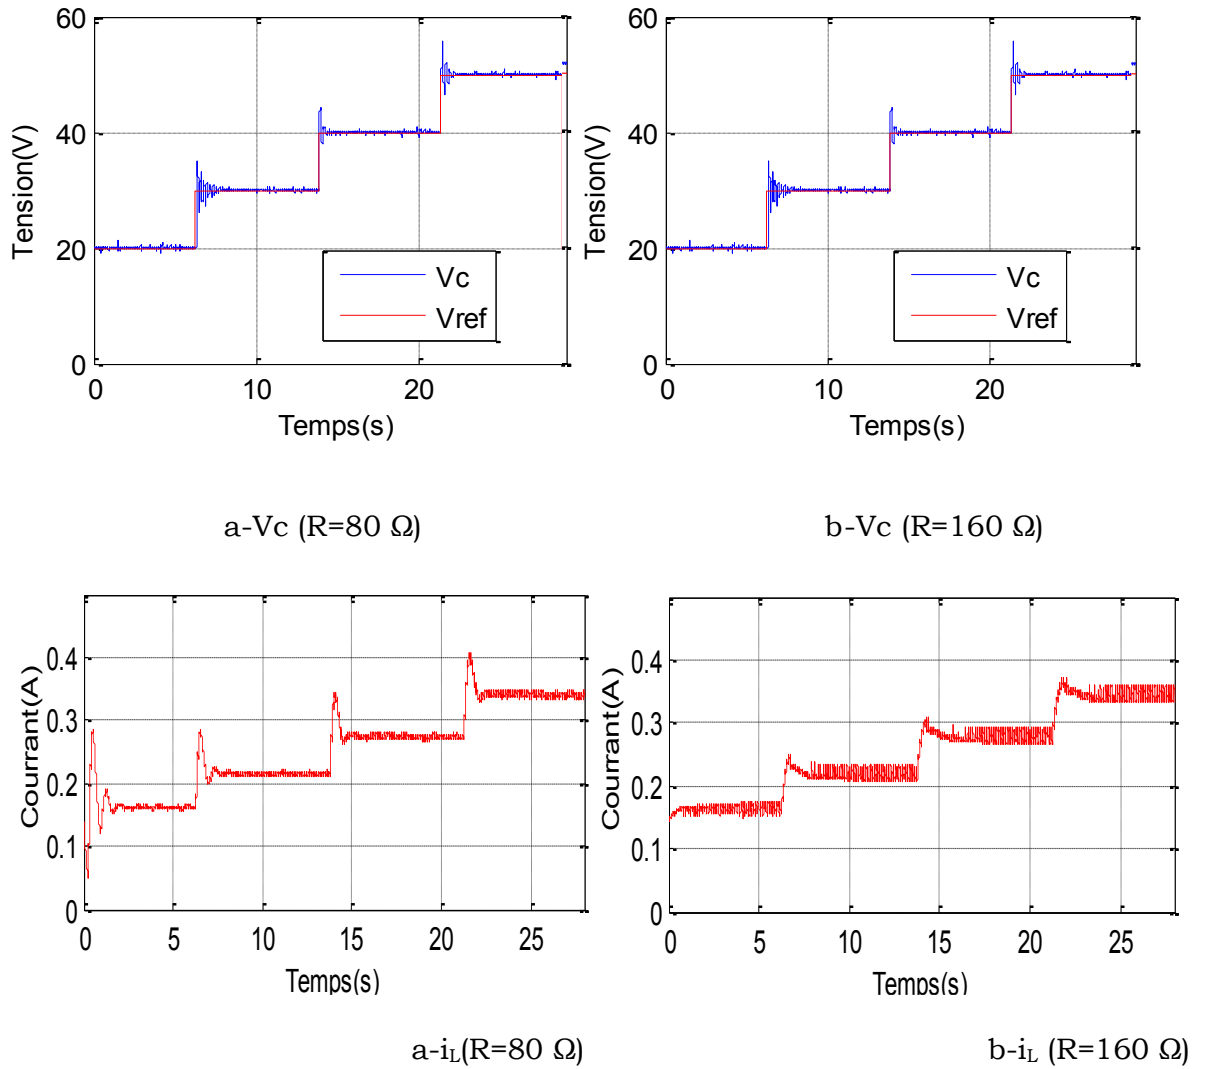 60
40
20
0
Tension(V)
0 10 20
Temps(s)
Vc
Vref
60
40
20
0
Tension(V)
0 10 20
Temps(s)
Vc
Vref
a-Vc (R=80 Ω)
b-Vc (R=160 Ω)
0.4
0.3
0.2
0.1
0
Courrant(A)
0 5 10 15 20 25
Temps(s)
0.4
0.3
0.2
0.1
0
Courrant(A)
0 5 10 15 20 25
Temps(s)
a-iL(R=80 Ω)
b-iL (R=160 Ω)